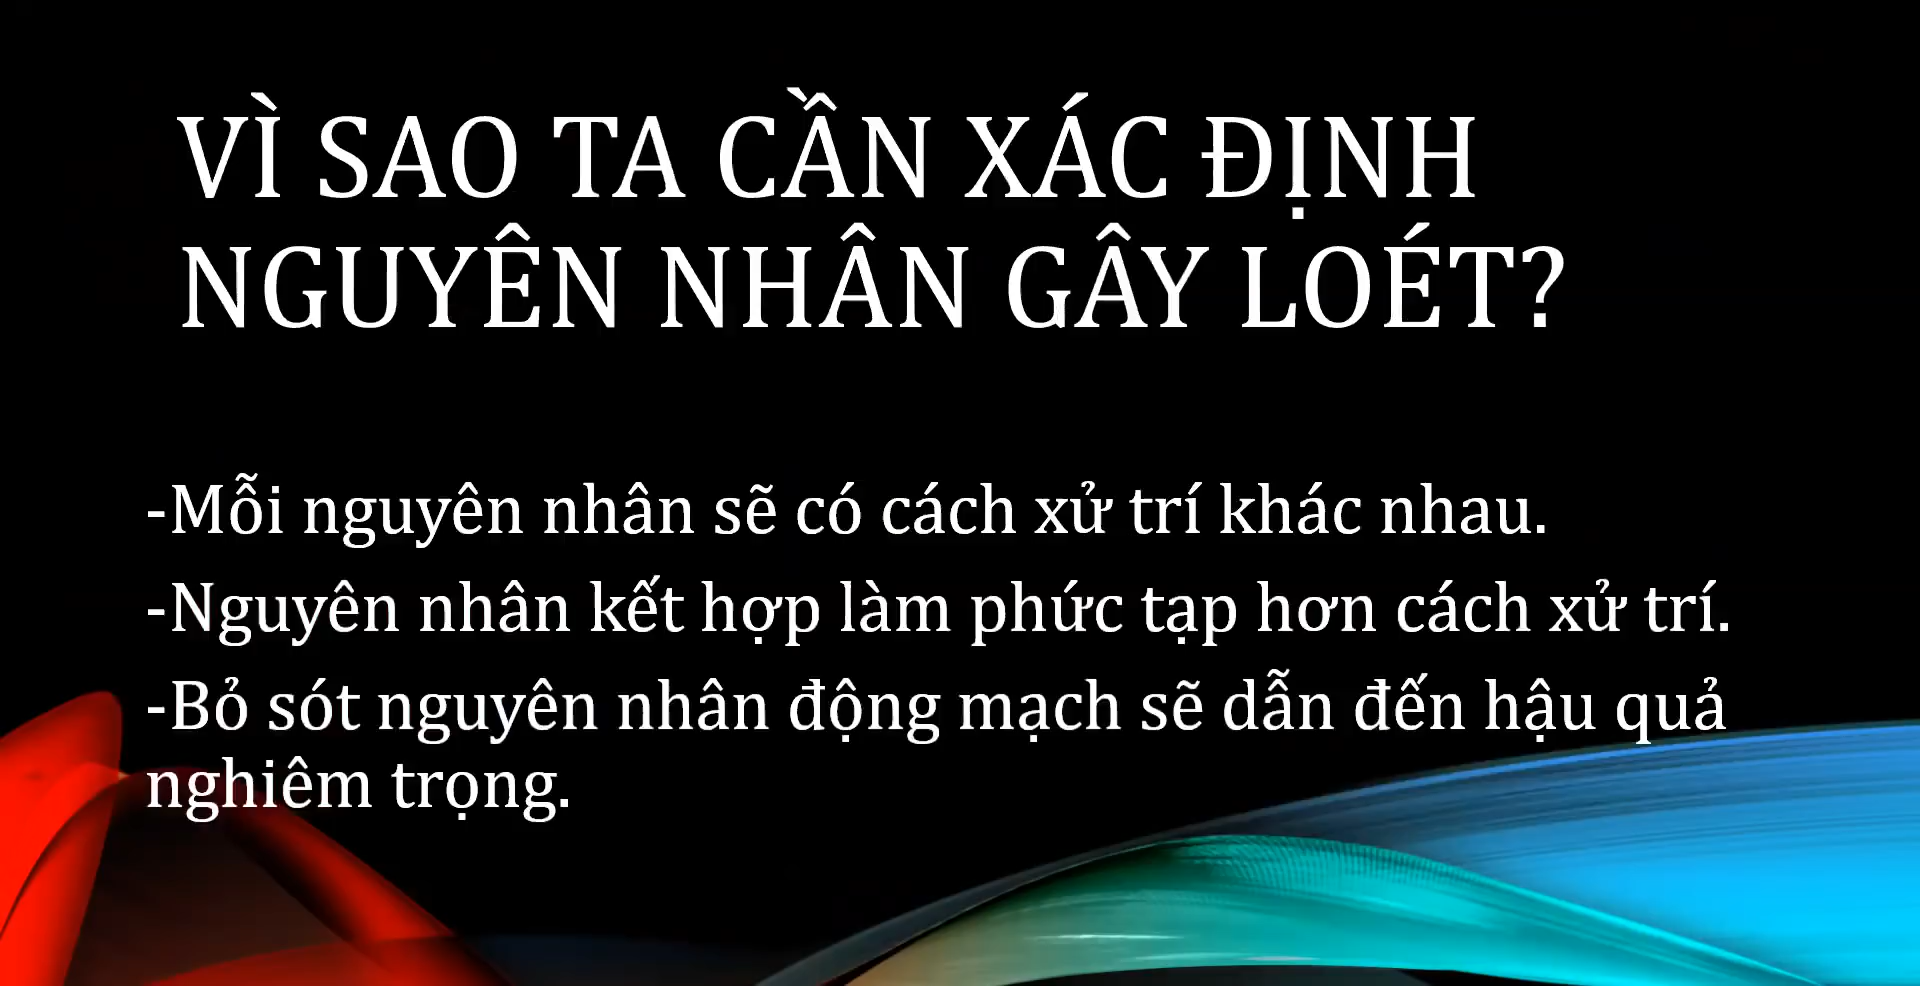 VÌ SAO TA CẦN XÁC ĐỊNH
NGUYÊN NHÂN GÂY LOÉT?
-Mỗi nguyên nhân sẽ có cách xử trí khác nhau.
-Nguyên nhân kết hợp làm phức tạp hơn cách xử trí.
-Bỏ sót nguyên nhân động mạch sẽ dẫn đến hậu quả
nghiêm trọng.